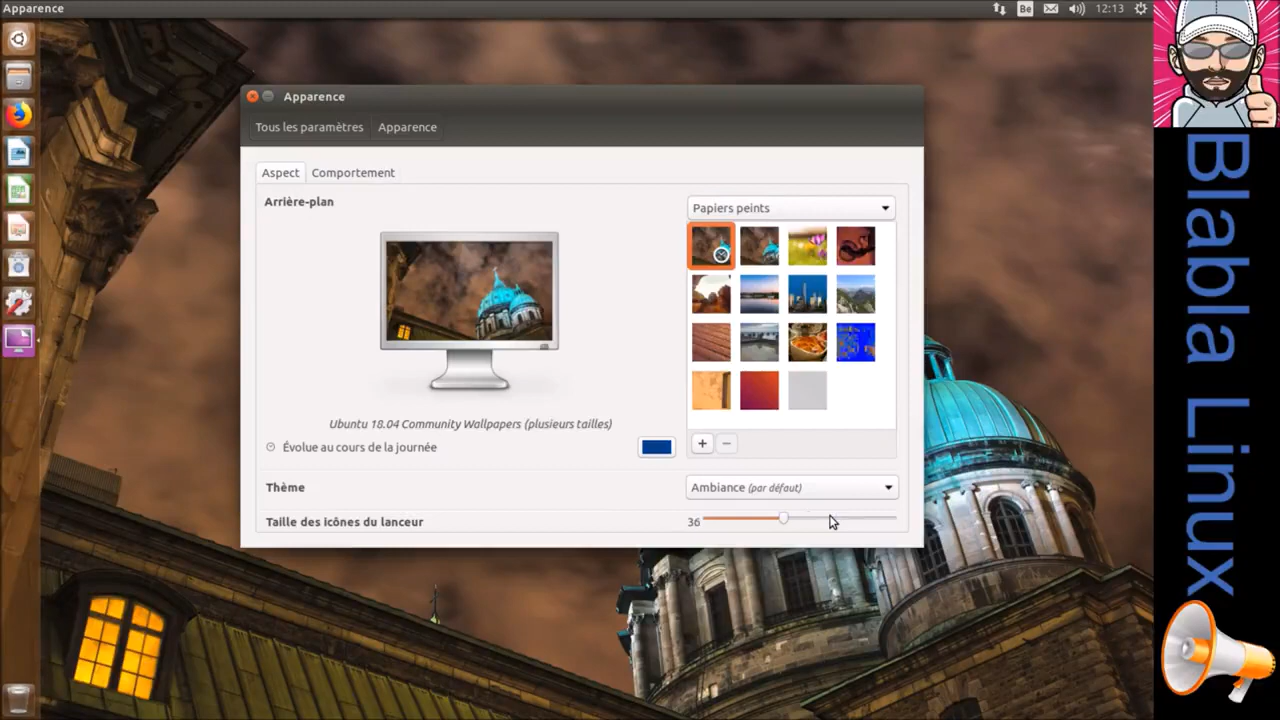 Apparence
Be
12:13
Apparence
Tous les paramètres
Apparence
Aspect
Comportement
Arrière-plan
Papiers peints
Ubuntu 18.04 Community Wallpapers (plusieurs tailles)
Évolue au cours de la journée
Thème
Ambiance (par défaut)
Taille des icônes du lanceur
36
Blabla Linux